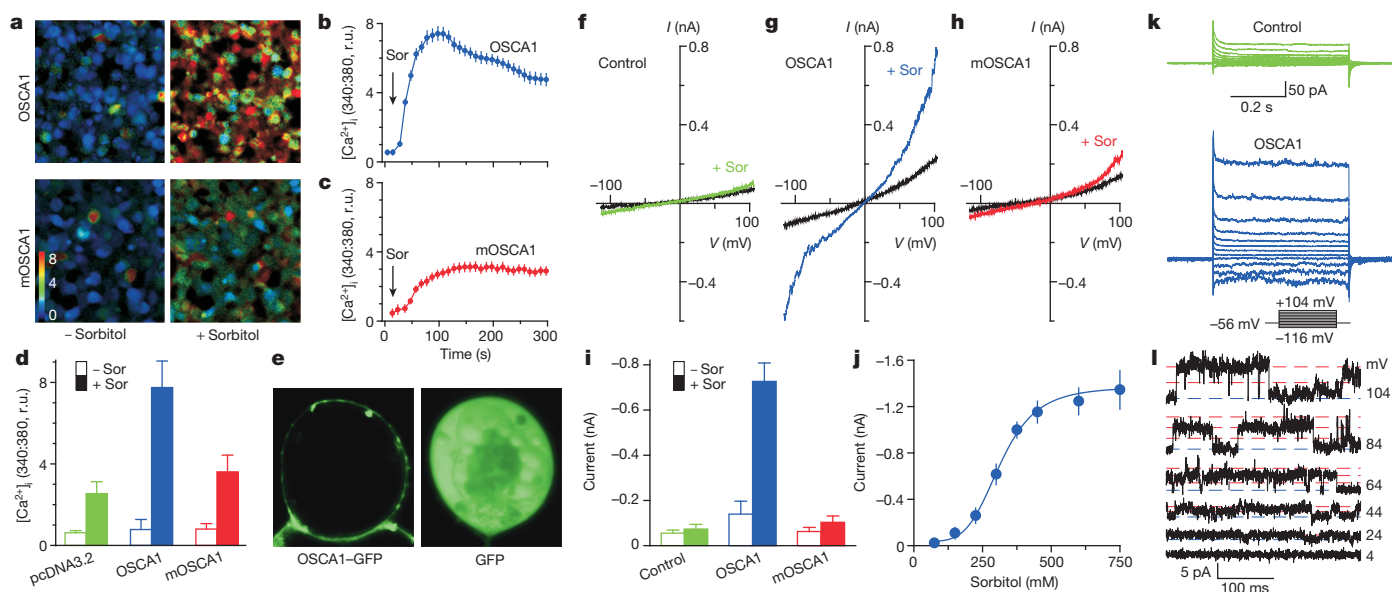 a
OSCA1
mOSCA1
8
4
0
– Sorbitol
+ Sorbitol
b
[Ca2+]i (340:380, r.u.)
8
4
0
Sor
OSCA1
c
[Ca2+]i (340:380, r.u.)
8
4
0
Sor
mOSCA1
0
100
200
300
Time (s)
d
[Ca2+]i (340:380, r.u.)
8
4
0
– Sor
+ Sor
pcDNA3.2
OSCA1
mOSCA1
e
OSCA1–GFP
GFP
f
I (nA)
Control
0.8
0.4
–100
+ Sor
100
V (mV)
–0.4
g
I (nA)
OSCA1
+ Sor
0.8
0.4
–100
100
V (mV)
–0.4
h
I (nA)
mOSCA1
0.8
0.4
+ Sor
–100
100
V (mV)
–0.4
i
Current (nA)
–0.8
–0.6
–0.4
–0.2
0
– Sor
+ Sor
Control
OSCA1
mOSCA1
j
Current (nA)
–1.6
–1.2
–0.4
–0.4
0
0
250
500
750
Sorbitol (mM)
k
Control
50 pA
0.2 s
OSCA1
+104 mV
–56 mV
–116 mV
l
mV
104
84
64
44
24
4
5 pA
100 ms